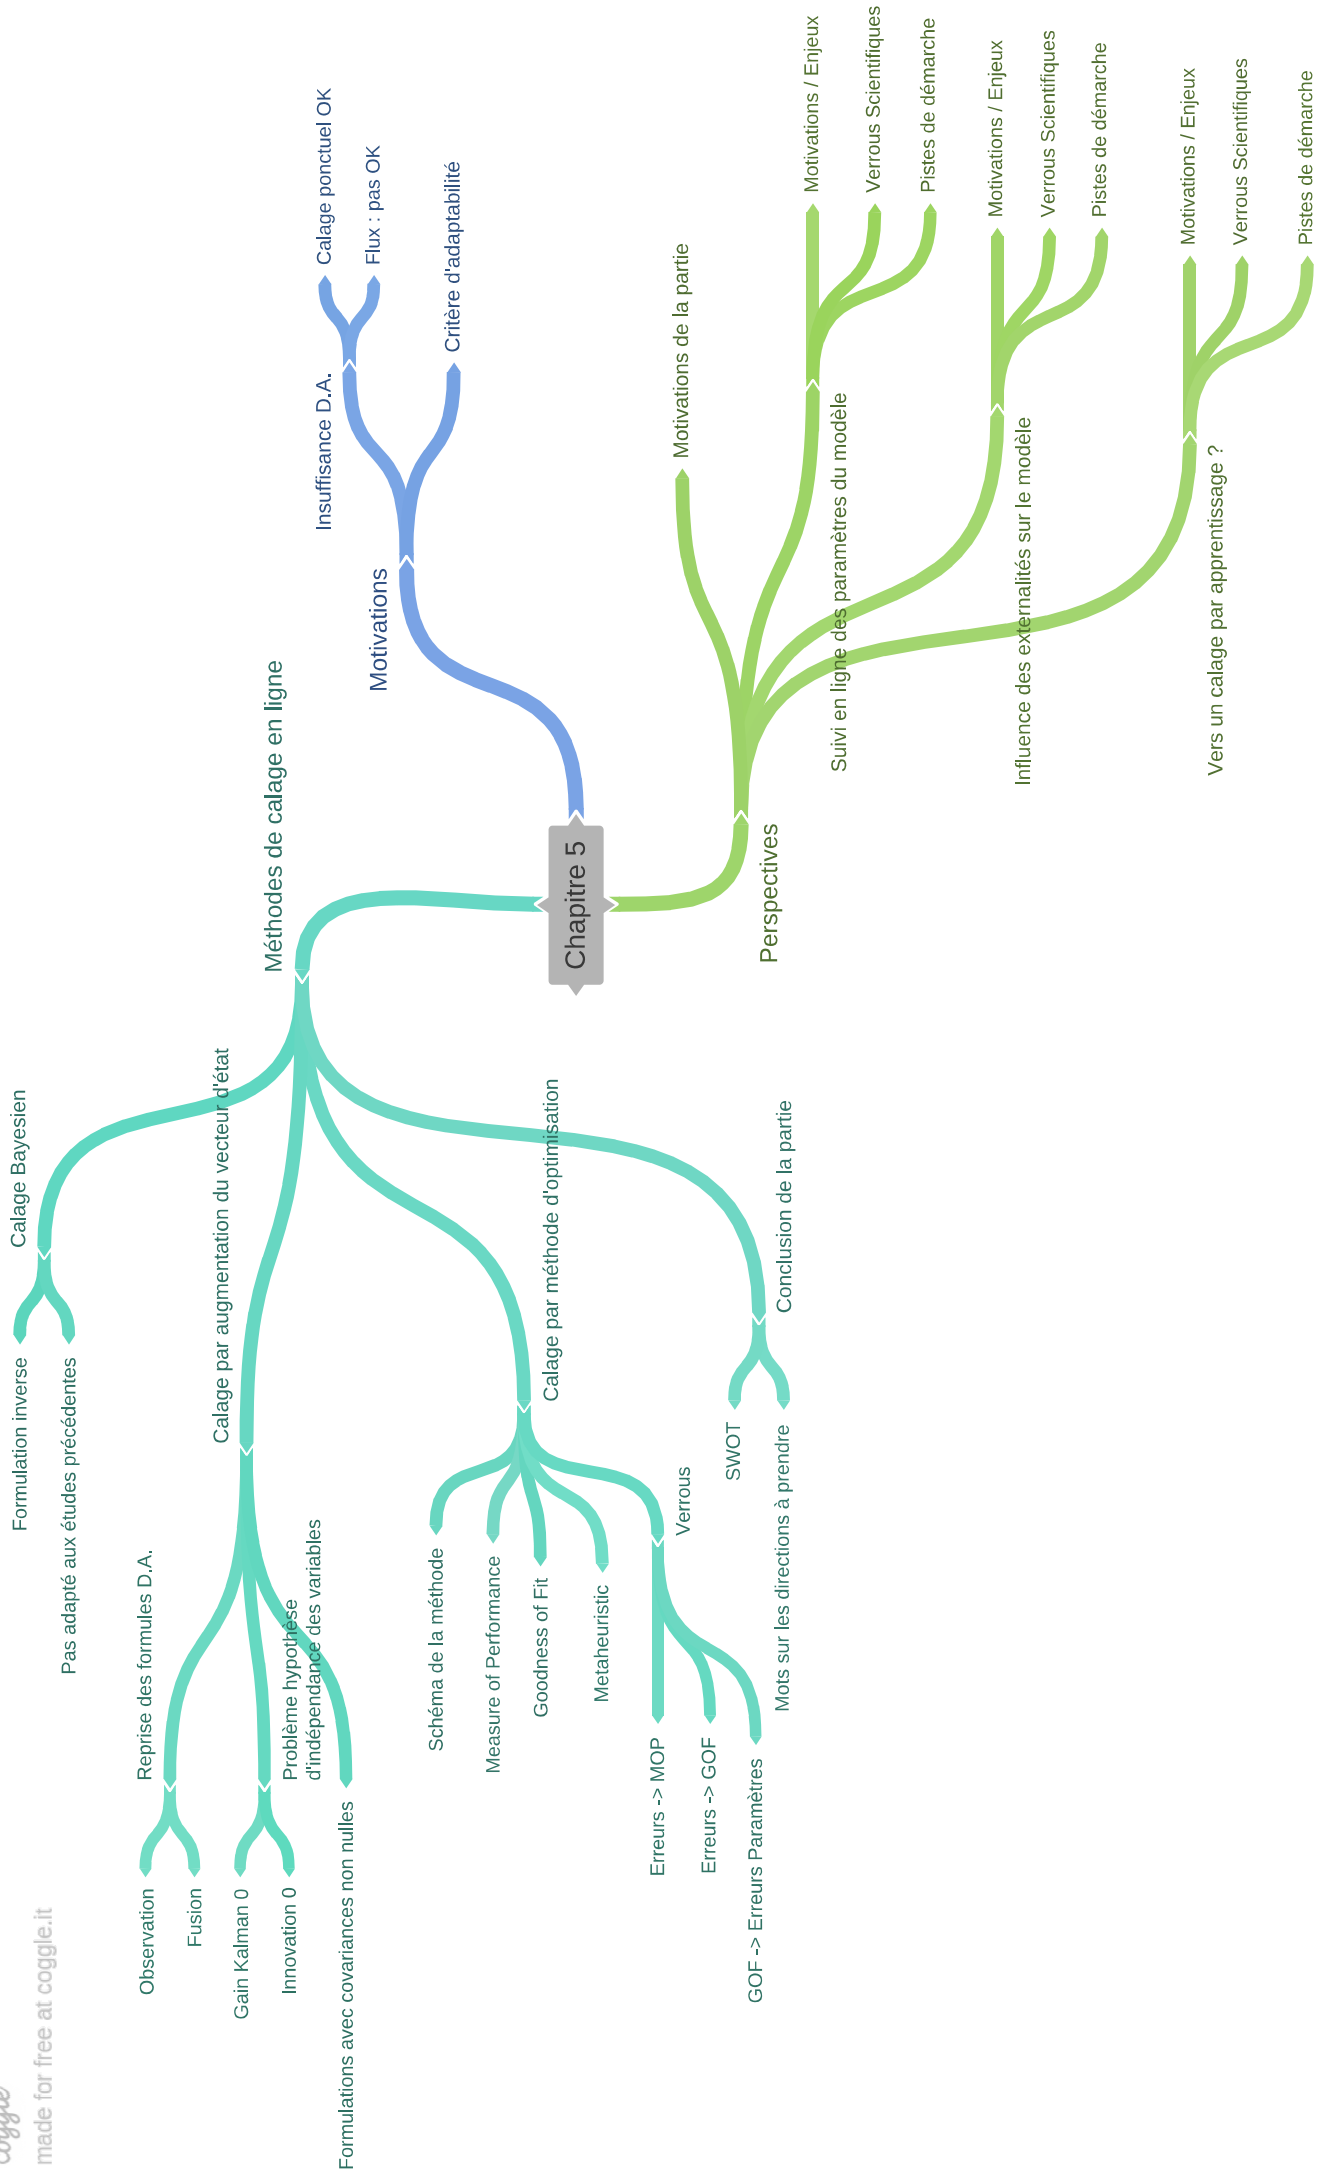 Chapitre 5
Motivations
Insuffisance D.A.
Calage ponctuel OK
Flux : pas OK
Critère d'adaptabilité
Méthodes de calage en ligne
Calage Bayesien
Formulation inverse
Pas adapté aux études précédentes
Calage par augmentation du vecteur d'état
Reprise des formules D.A.
Observation
Fusion
Problème hypothèse
d'indépendance des variables
Gain Kalman 0
Innovation 0
Formulations avec covariances non nulles
Calage par méthode d'optimisation
Schéma de la méthode
Measure of Performance
Goodness of Fit
Metaheuristic
Verrous
Erreurs -> MOP
Erreurs -> GOF
GOF -> Erreurs Paramètres
Conclusion de la partie
SWOT
Mots sur les directions à prendre
Perspectives
Motivations de la partie
Suivi en ligne des paramètres du modèle
Motivations / Enjeux
Verrous Scientifiques
Pistes de démarche
Influence des externalités sur le modèle
Motivations / Enjeux
Verrous Scientifiques
Pistes de démarche
Vers un calage par apprentissage ?
Motivations / Enjeux
Verrous Scientifiques
Pistes de démarche
coggle
made for free at coggle.it